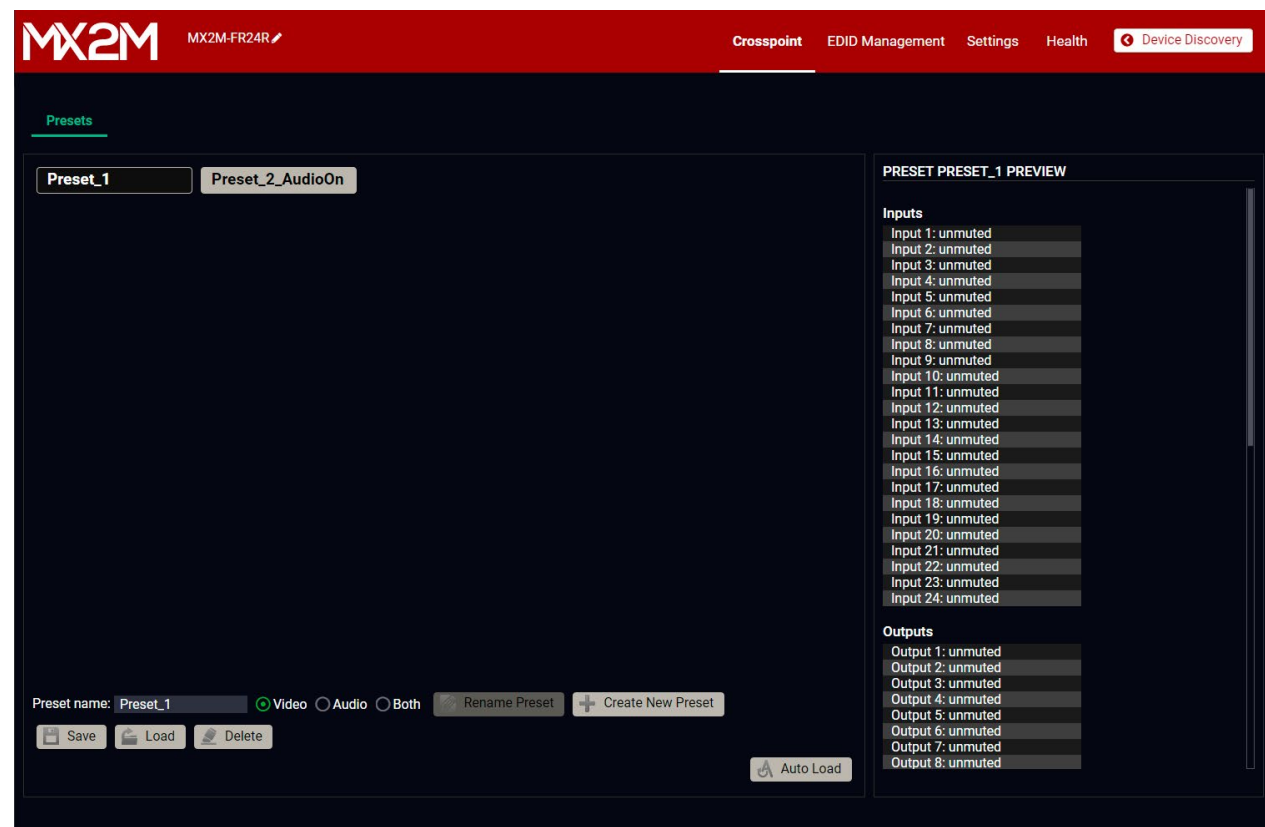 MX2M
MX2M-FR24R
Crosspoint
EDID Management
Settings
Health
Device Discovery
Presets
Preset_1
Preset_2_AudioOn
PRESET PRESET_1 PREVIEW
Inputs
Input 1: unmuted
Input 2: unmuted
Input 3: unmuted
Input 4: unmuted
Input 5: unmuted
Input 6: unmuted
Input 7: unmuted
Input 8: unmuted
Input 9: unmuted
Input 10: unmuted
Input 11: unmuted
Input 12: unmuted
Input 13: unmuted
Input 14: unmuted
Input 15: unmuted
Input 16: unmuted
Input 17: unmuted
Input 18: unmuted
Input 19: unmuted
Input 20: unmuted
Input 21: unmuted
Input 22: unmuted
Input 23: unmuted
Input 24: unmuted
Outputs
Output 1: unmuted
Output 2: unmuted
Output 3: unmuted
Output 4: unmuted
Output 5: unmuted
Output 6: unmuted
Output 7: unmuted
Output 8: unmuted
Preset name: Preset_1 Video Audio Both Rename Preset Create New Preset
Save Load Delete
Auto Load